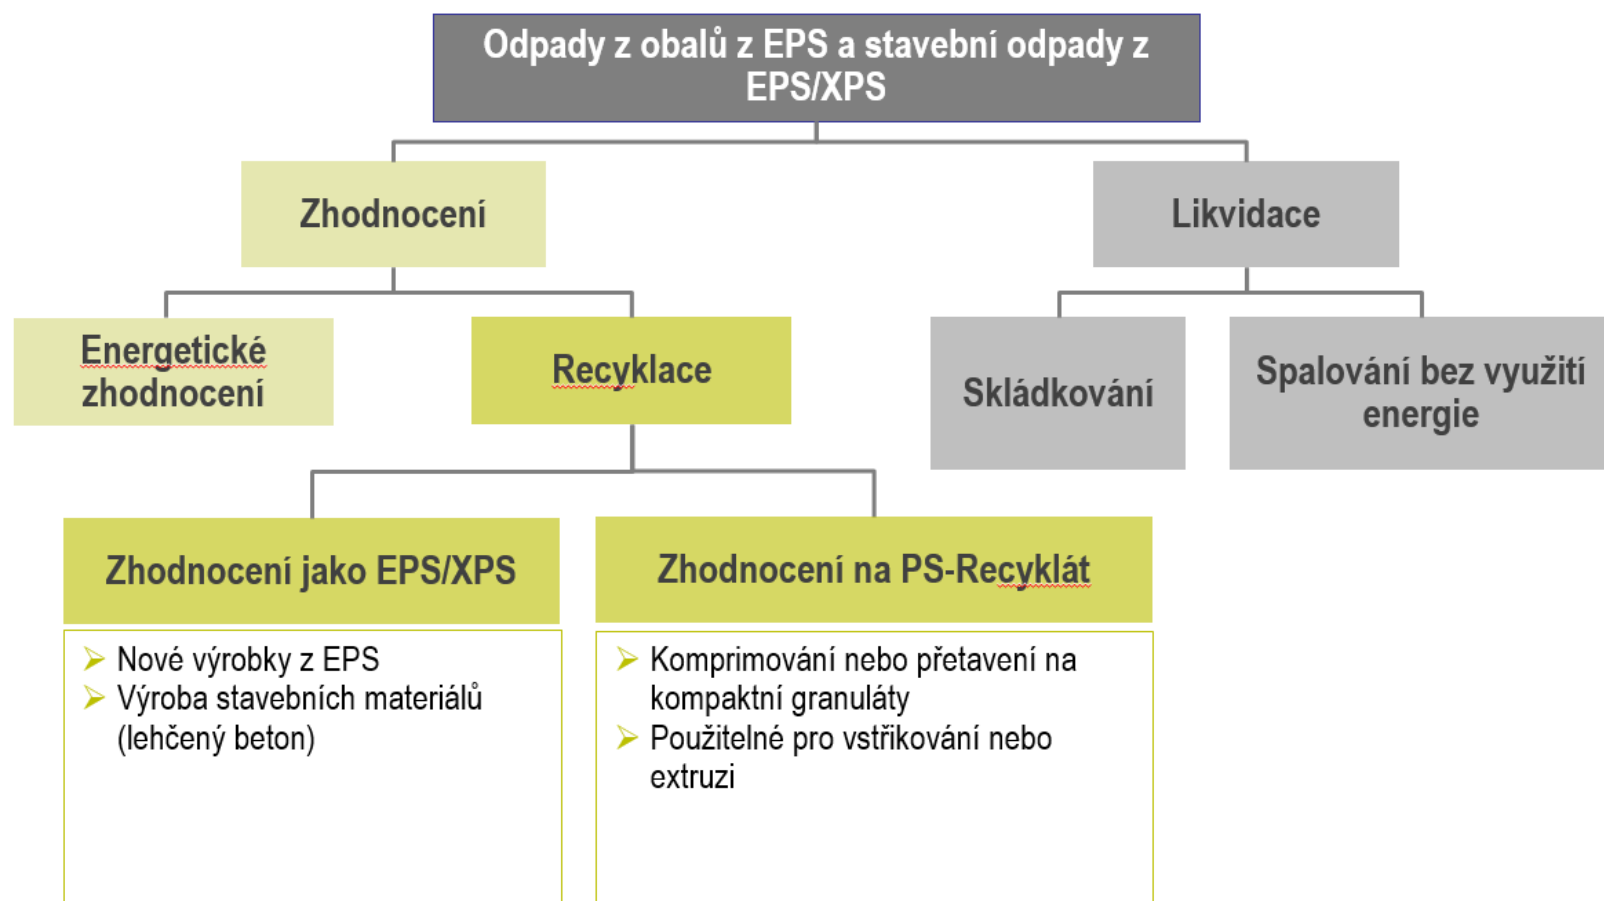 Odpady z obalů z EPS a stavební odpady z
EPS/XPS
Zhodnocení
Likvidace
Energetické
zhodnocení
Recyklace
Skládkování
Spalování bez využití
energie
Zhodnocení jako EPS/XPS
Zhodnocení na PS-Recyklát
Nové výrobky z EPS
Výroba stavebních materiálů
(lehčený beton)
Komprimování nebo přetavení na
kompaktní granuláty
Použitelné pro vstřikování nebo
extruzi